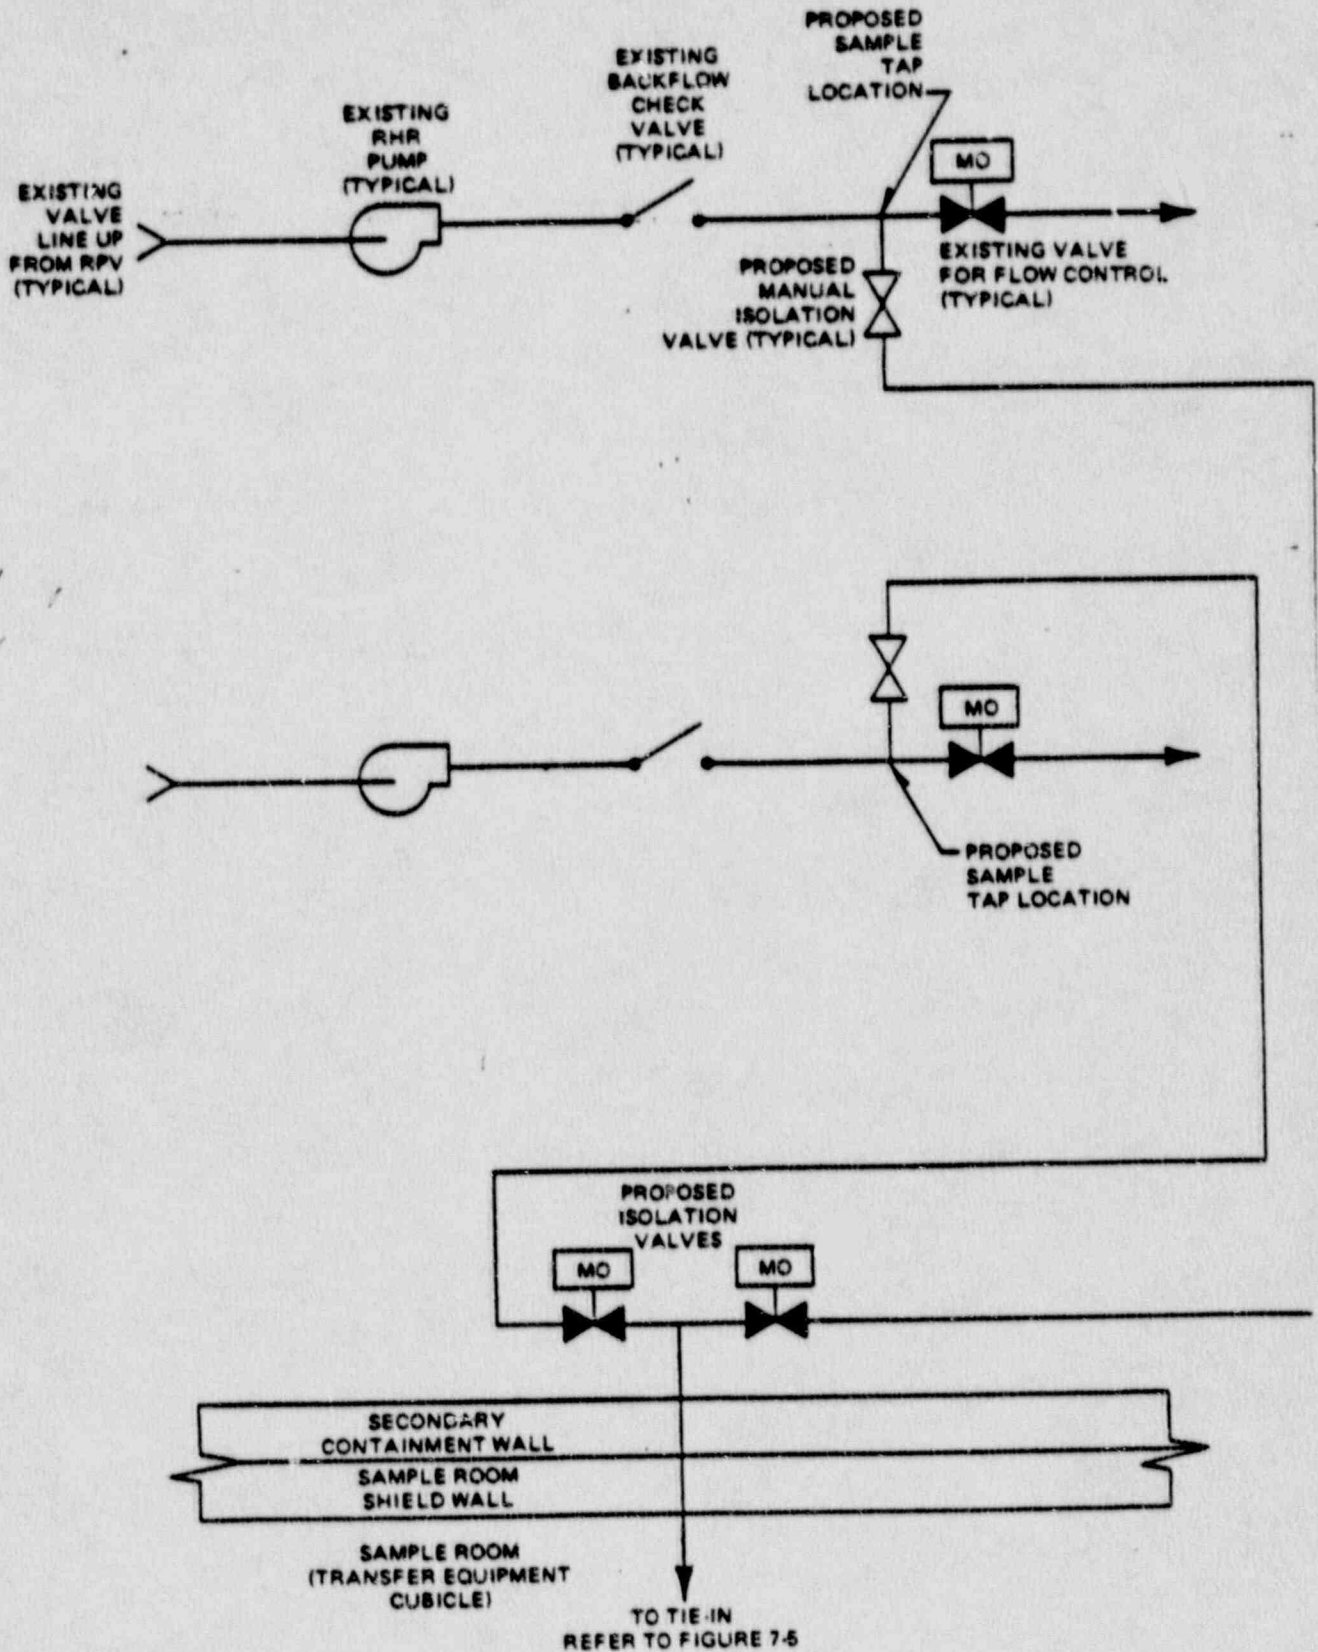 PROPOSED
SAMPLE
TAP
LOCATION
EXISTING
BACKFLOW
CHECK
VALVE
(TYPICAL)
EXISTING
RHR
PUMP
(TYPICAL)
MO
EXISTING
VALVE
LINE UP
FROM RPV
(TYPICAL)
EXISTING VALVE
FOR FLOW CONTROL
(TYPICAL)
PROPOSED
MANUAL
ISOLATION
VALVE (TYPICAL)
MO
PROPOSED
SAMPLE
TAP LOCATION
PROPOSED
ISOLATION
VALVES
MO
MO
SECONDARY
CONTAINMENT WALL
SAMPLE ROOM
SHIELD WALL
SAMPLE ROOM
(TRANSFER EQUIPMENT
CUBICLE)
TO TIE-IN
REFER TO FIGURE 7-5